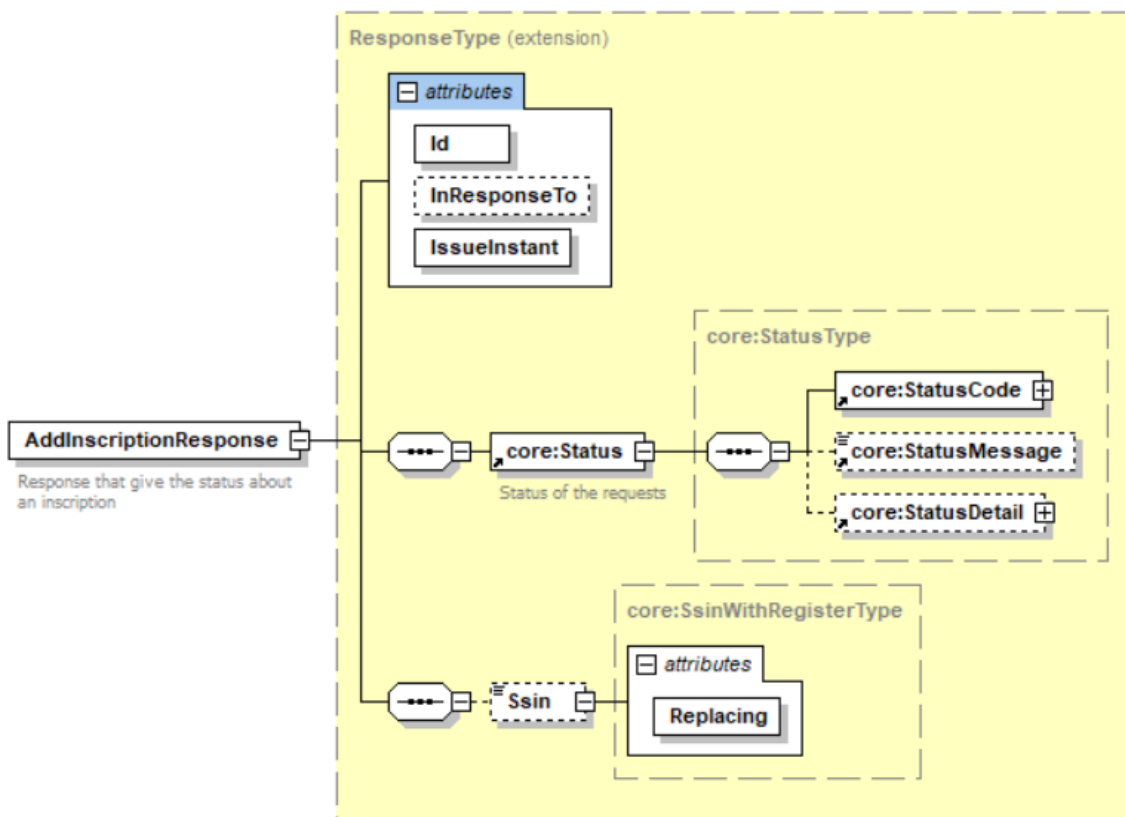 ResponseType (extension)
attributes
Id
InResponseTo
IssueInstant
core:StatusType
core:StatusCode
AddInscriptionResponse
core:Status
core:StatusMessage
Response that give the status about
an inscription
Status of the requests
core:StatusDetail
core:SsinWithRegisterType
attributes
Ssin
Replacing